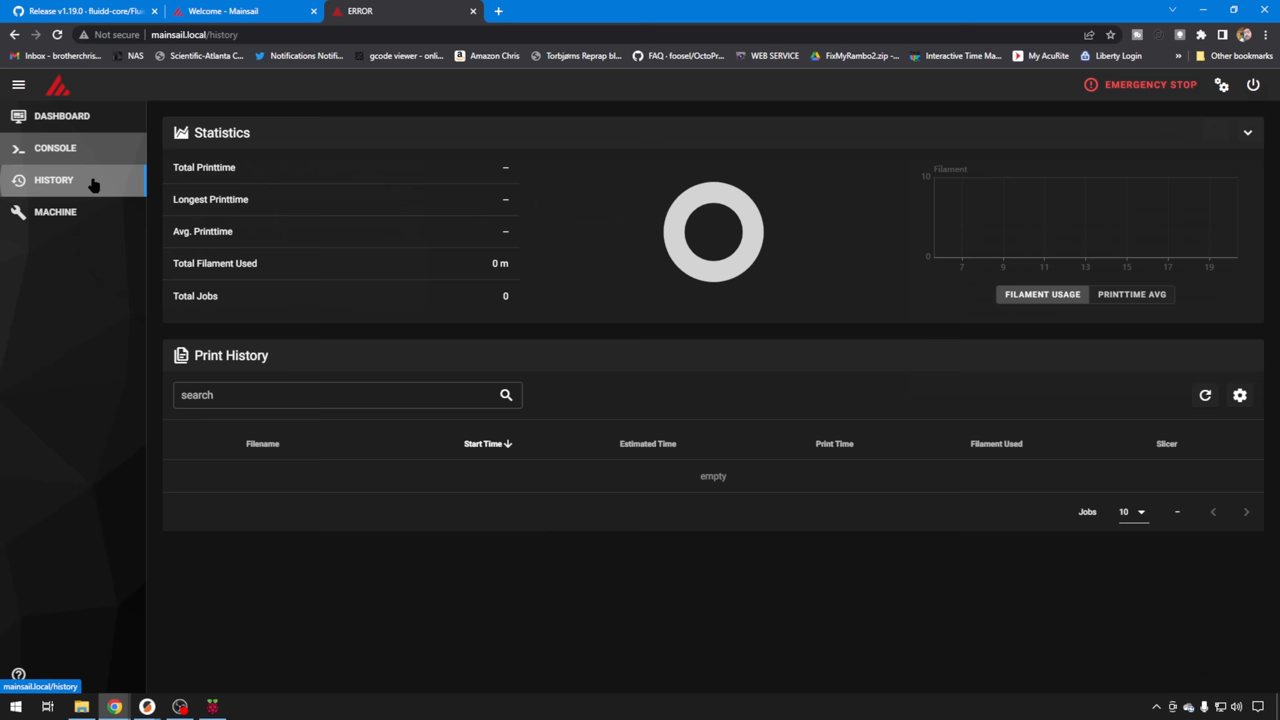 Release v1.19.0 - fluidd-core/Flui
Welcome - Mainsail
ERROR
Not secure
mainsail.local/history
Inbox - brotherchris...
NAS
Scientific-Atlanta C...
Notifications Notifi...
gcode viewer - onlin...
Amazon Chris
Torbjørns Reprap bl...
FAQ · foosel/OctoPr...
WEB SERVICE
FixMyRambo2.zip -...
Interactive Time Ma...
My AcuRite
Liberty Login
Other bookmarks
EMERGENCY STOP
DASHBOARD
CONSOLE
HISTORY
MACHINE
Statistics
Total Printtime –
Longest Printtime –
Avg. Printtime –
Total Filament Used 0 m
Total Jobs 0
Filament
10
0
7 9 11 13 15 17 19
FILAMENT USAGE
PRINTTIME AVG
Print History
search
Filename
Start Time
Estimated Time
Print Time
Filament Used
Slicer
empty
Jobs
10
–
mainsail.local/history